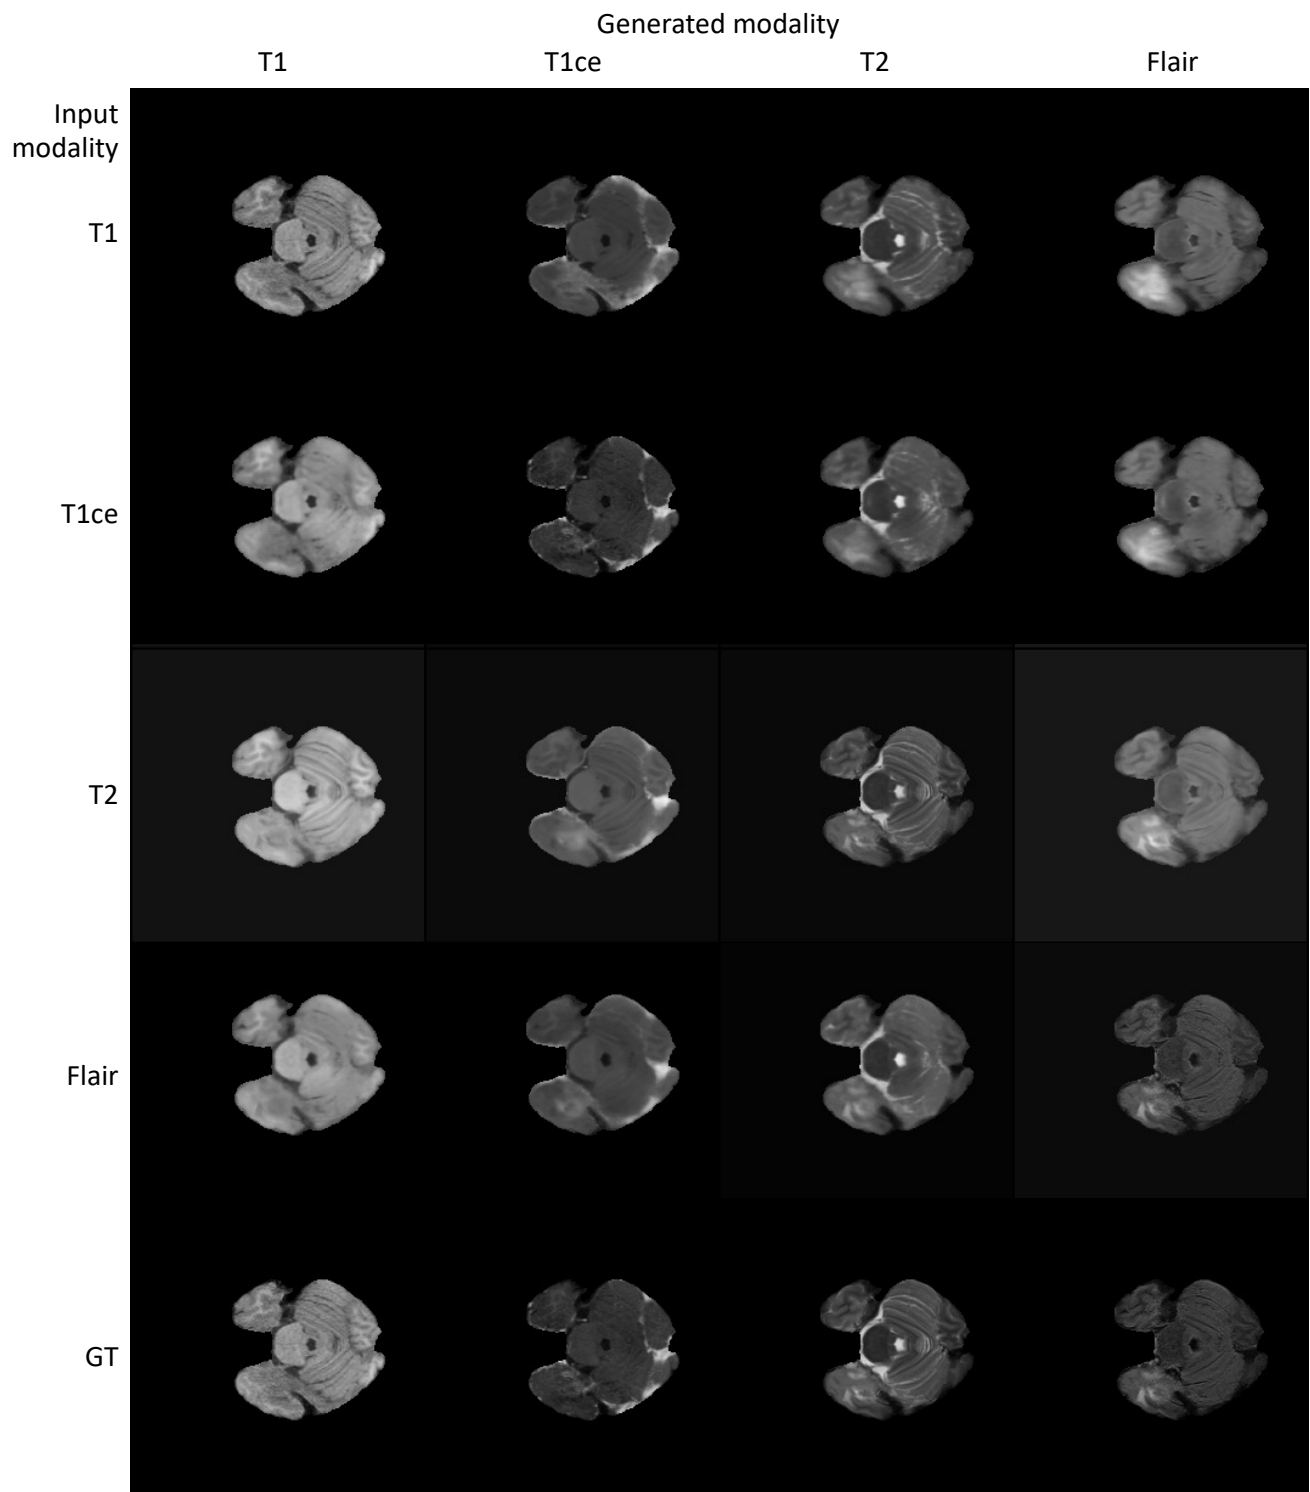 Generated modality
T1 T1ce T2 Flair
Input
modality
T1
T1ce
T2
Flair
GT